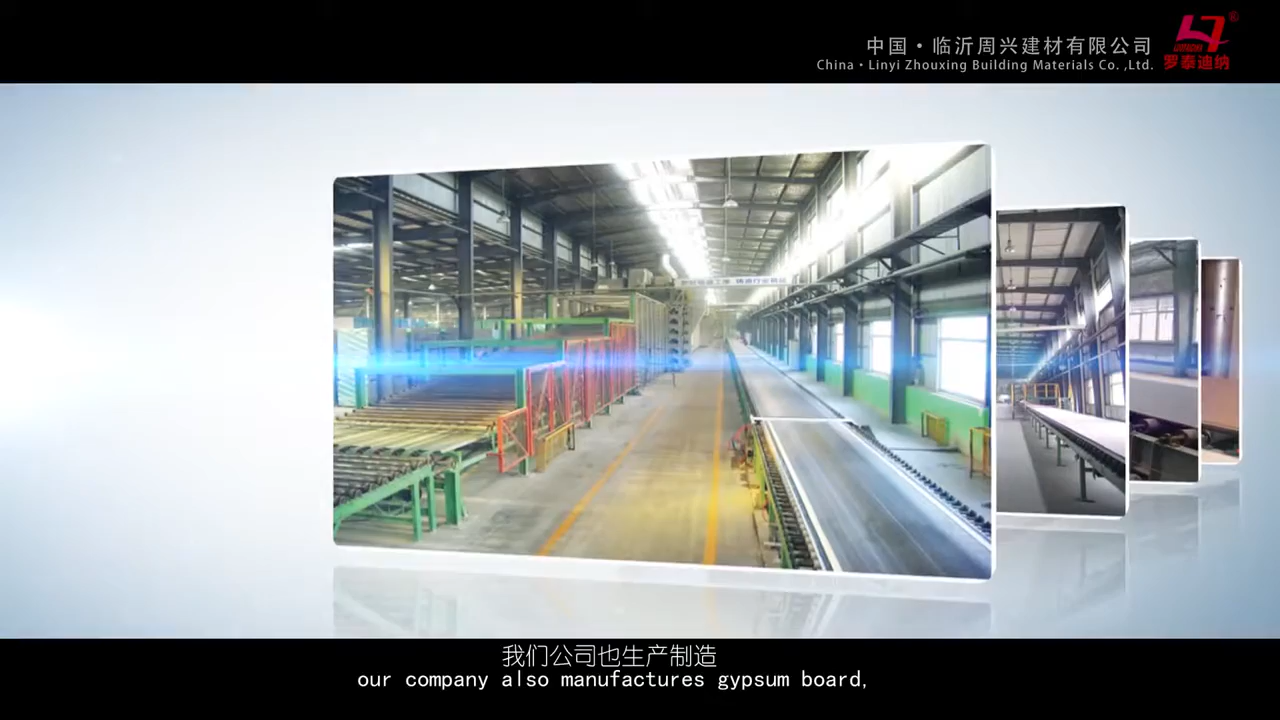 中国·临沂周兴建材有限公司
China·Linyi Zhouxing Building Materials Co.,Ltd.
罗泰迪纳
我们公司也生产制造
our company also manufactures gypsum board,